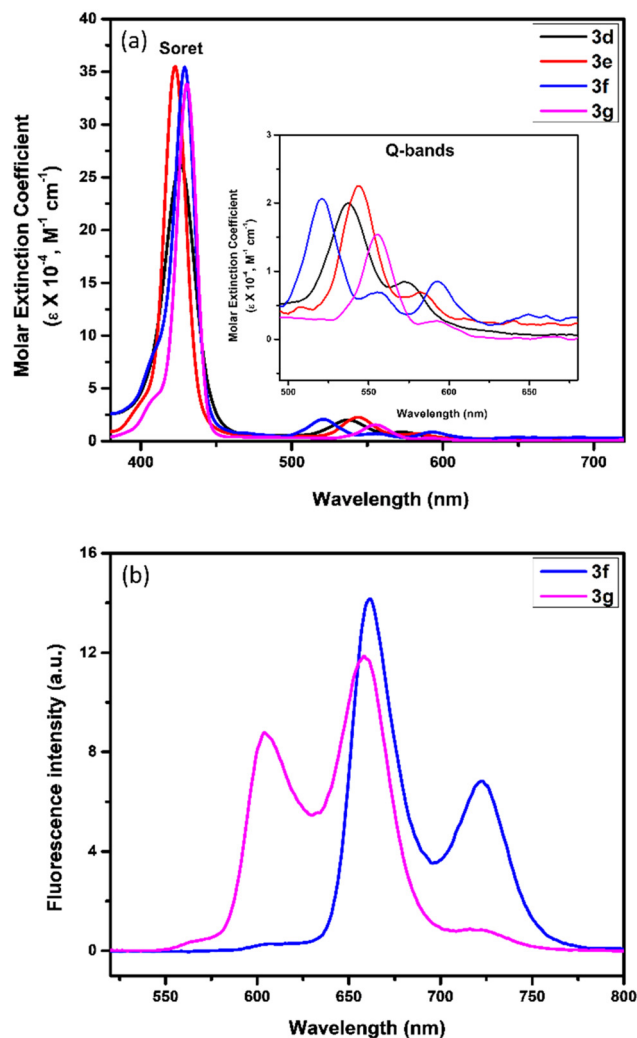 (a)
Soret
3d
3e
3f
3g
Molar Extinction Coefficient
(ε X 10⁻⁴, M⁻¹ cm⁻¹)
40
35
30
25
20
15
10
5
0
400
500
600
700
Wavelength (nm)
Q-bands
Molar Extinction Coefficient
(ε X 10⁻⁴, M⁻¹ cm⁻¹)
3
2
1
0
500
550
600
650
Wavelength (nm)
(b)
3f
3g
Fluorescence intensity (a.u.)
16
12
8
4
0
550
600
650
700
750
800
Wavelength (nm)